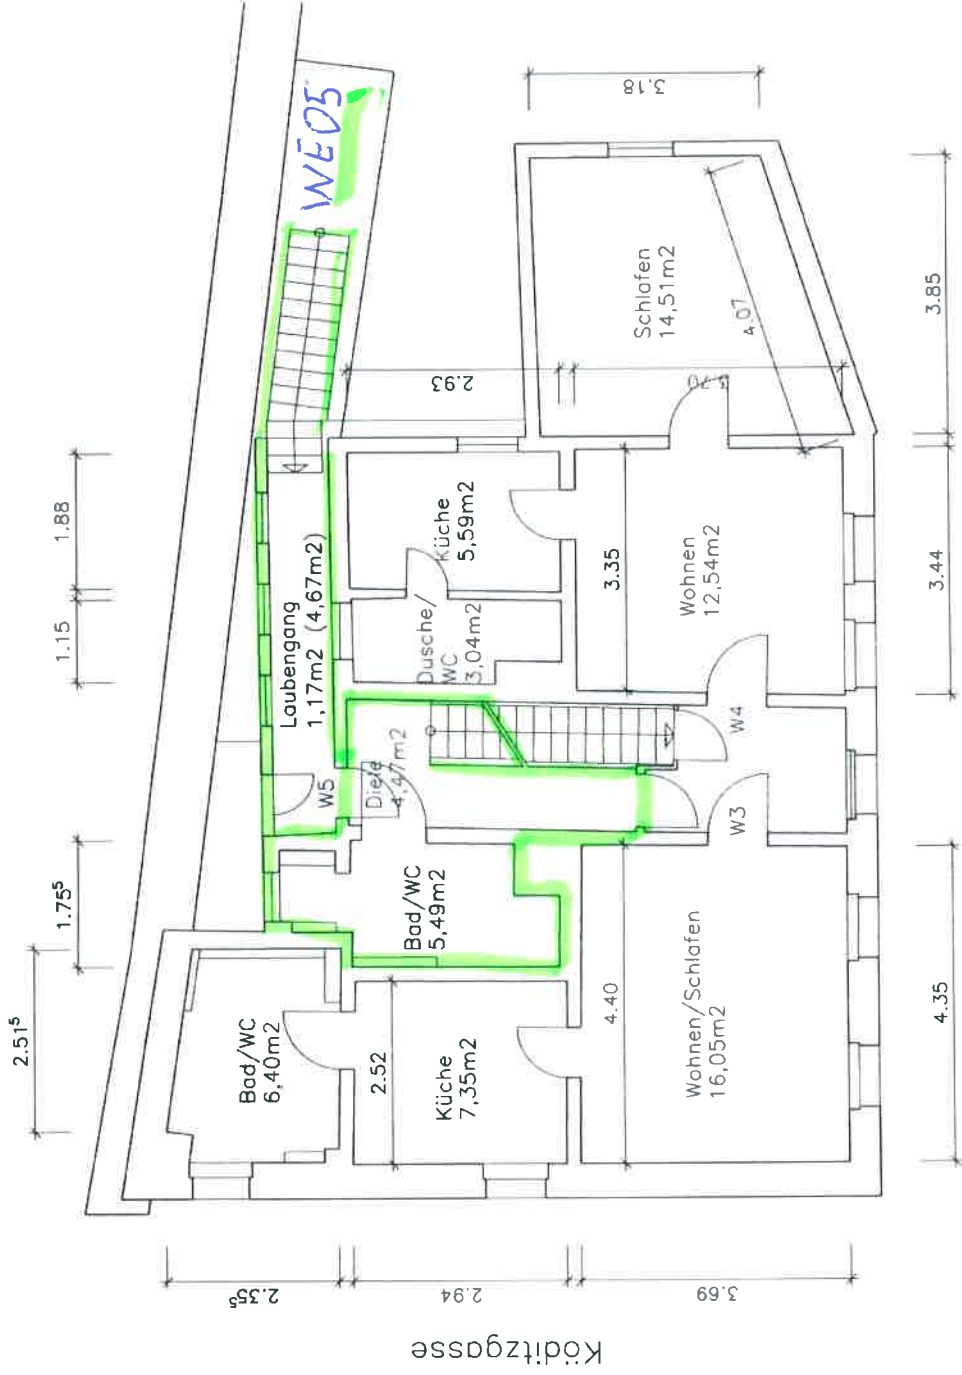 WE05
3.18
Schlafen
14,51m2
4.07
3.85
2.93
3.70
1.88
1.15
Laubengang
1,17m2 (4,67m2)
Küche
5,59m2
Dusche/
WC
3,04m2
3.35
Wohnen
12,54m2
3.44
W5
Diele
4,47m2
W4
W3
1.75⁵
Bad/WC
5,49m2
2.51⁵
Bad/WC
6,40m2
2.52
Küche
7,35m2
4.40
Wohnen/Schlafen
16,05m2
4.35
2.35⁵
2.94
3.69
Köditzgasse